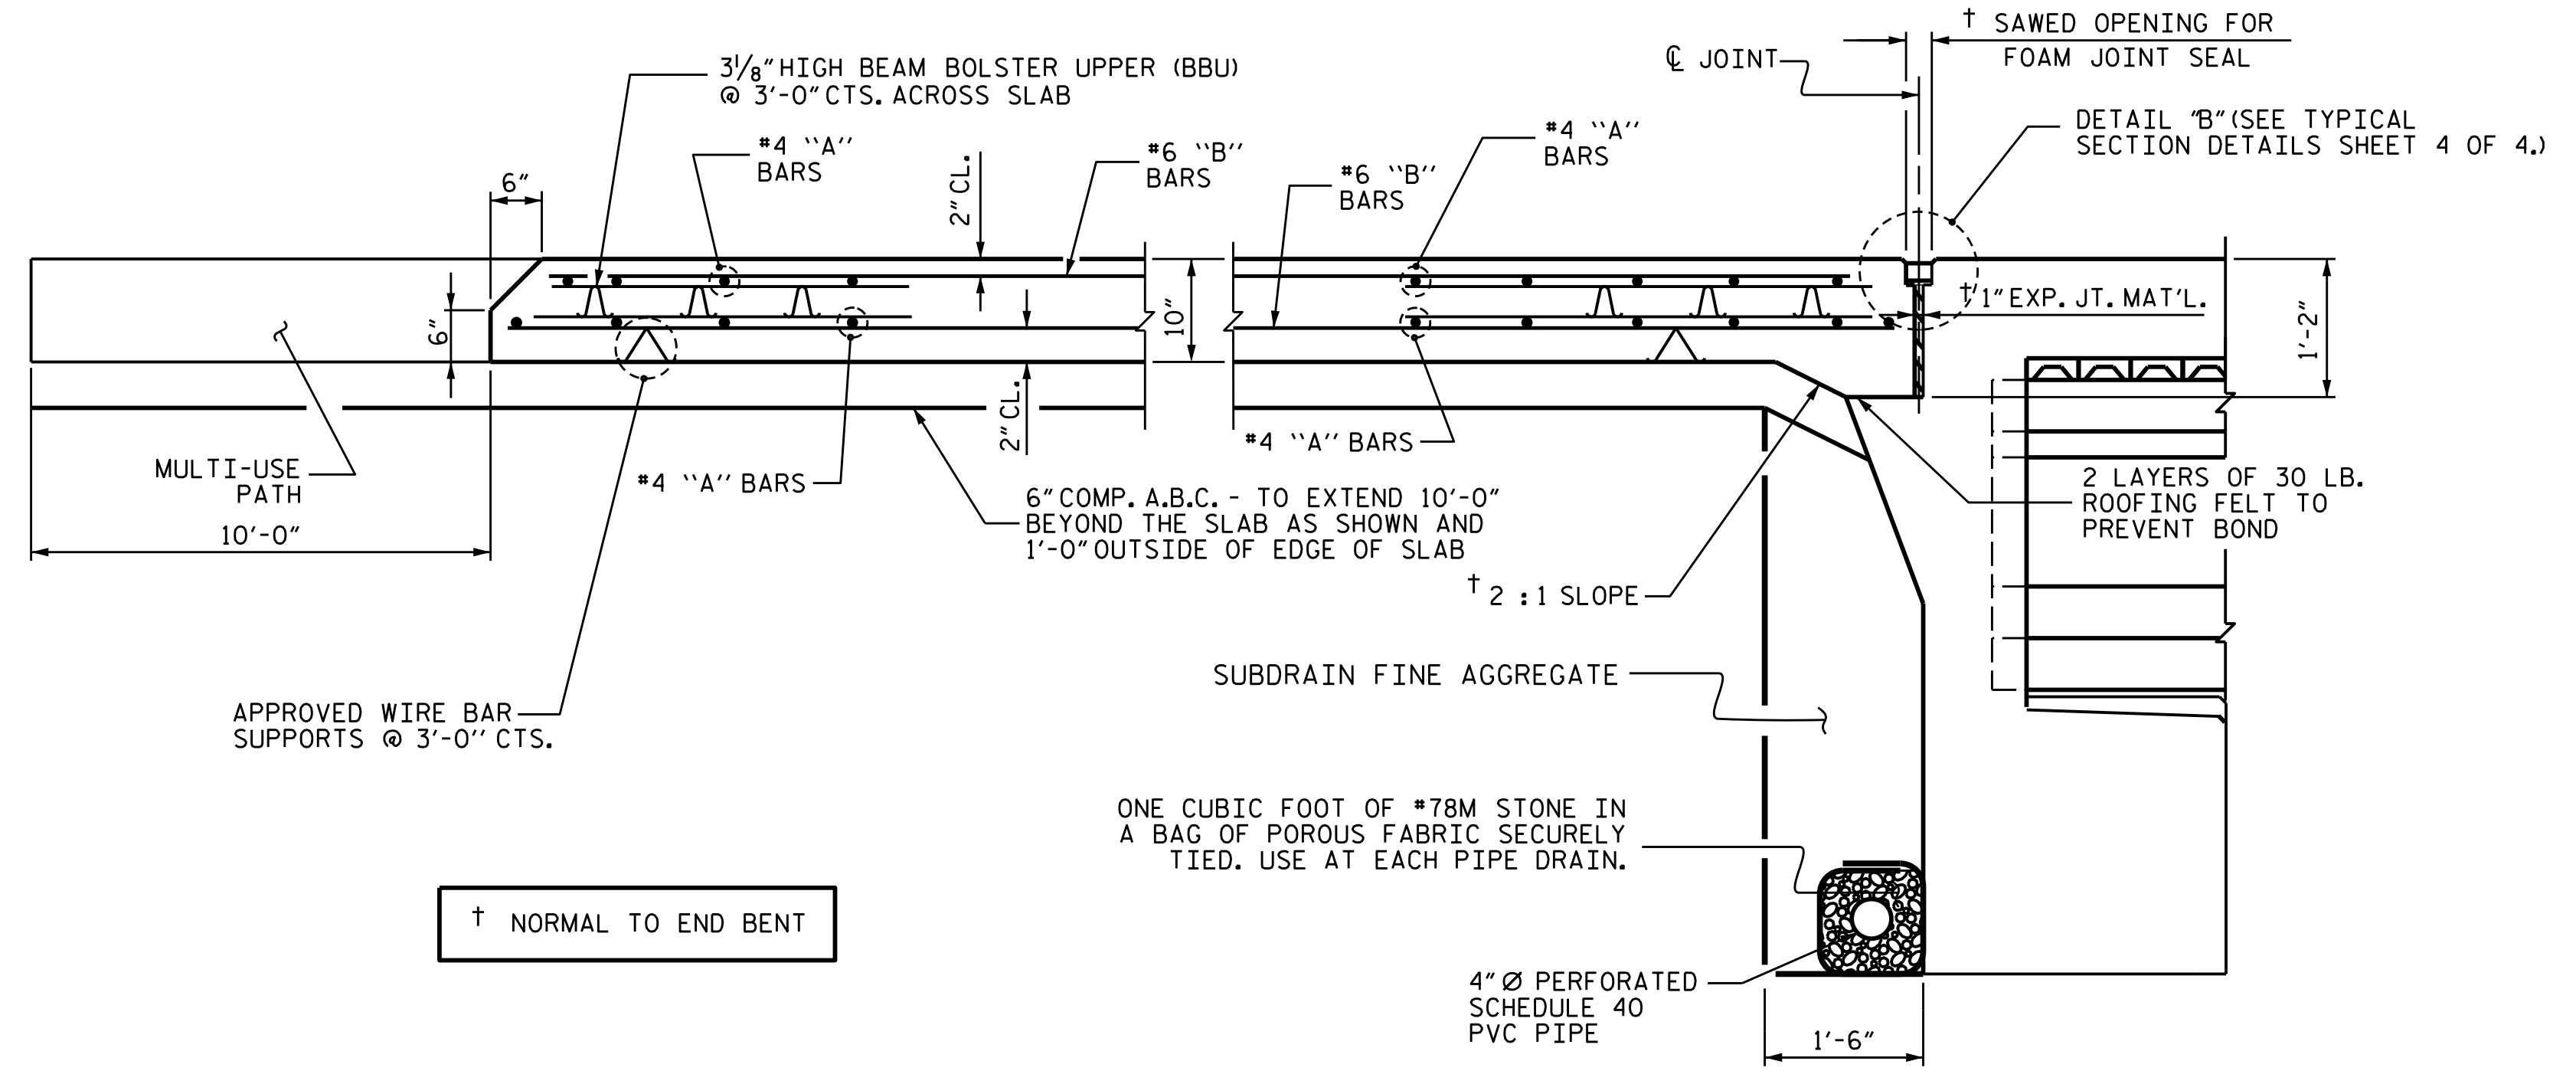 † SAWED OPENING FOR
FOAM JOINT SEAL
℄ JOINT
3⅛" HIGH BEAM BOLSTER UPPER (BBU)
@ 3'-0" CTS. ACROSS SLAB
DETAIL "B" (SEE TYPICAL
SECTION DETAILS SHEET 4 OF 4.)
#4 "A"
BARS
2" CL.
#6 "B"
BARS
#6 "B"
BARS
#4 "A"
BARS
6"
6"
10"
† 1" EXP. JT. MAT'L.
1'-2"
2" CL.
MULTI-USE
PATH
10'-0"
#4 "A" BARS
#4 "A" BARS
6" COMP. A.B.C. - TO EXTEND 10'-0"
BEYOND THE SLAB AS SHOWN AND
1'-0" OUTSIDE OF EDGE OF SLAB
2 LAYERS OF 30 LB.
ROOFING FELT TO
PREVENT BOND
† 2 : 1 SLOPE
SUBDRAIN FINE AGGREGATE
APPROVED WIRE BAR
SUPPORTS @ 3'-0" CTS.
ONE CUBIC FOOT OF #78M STONE IN
A BAG OF POROUS FABRIC SECURELY
TIED. USE AT EACH PIPE DRAIN.
† NORMAL TO END BENT
4" Ø PERFORATED
SCHEDULE 40
PVC PIPE
1'-6"